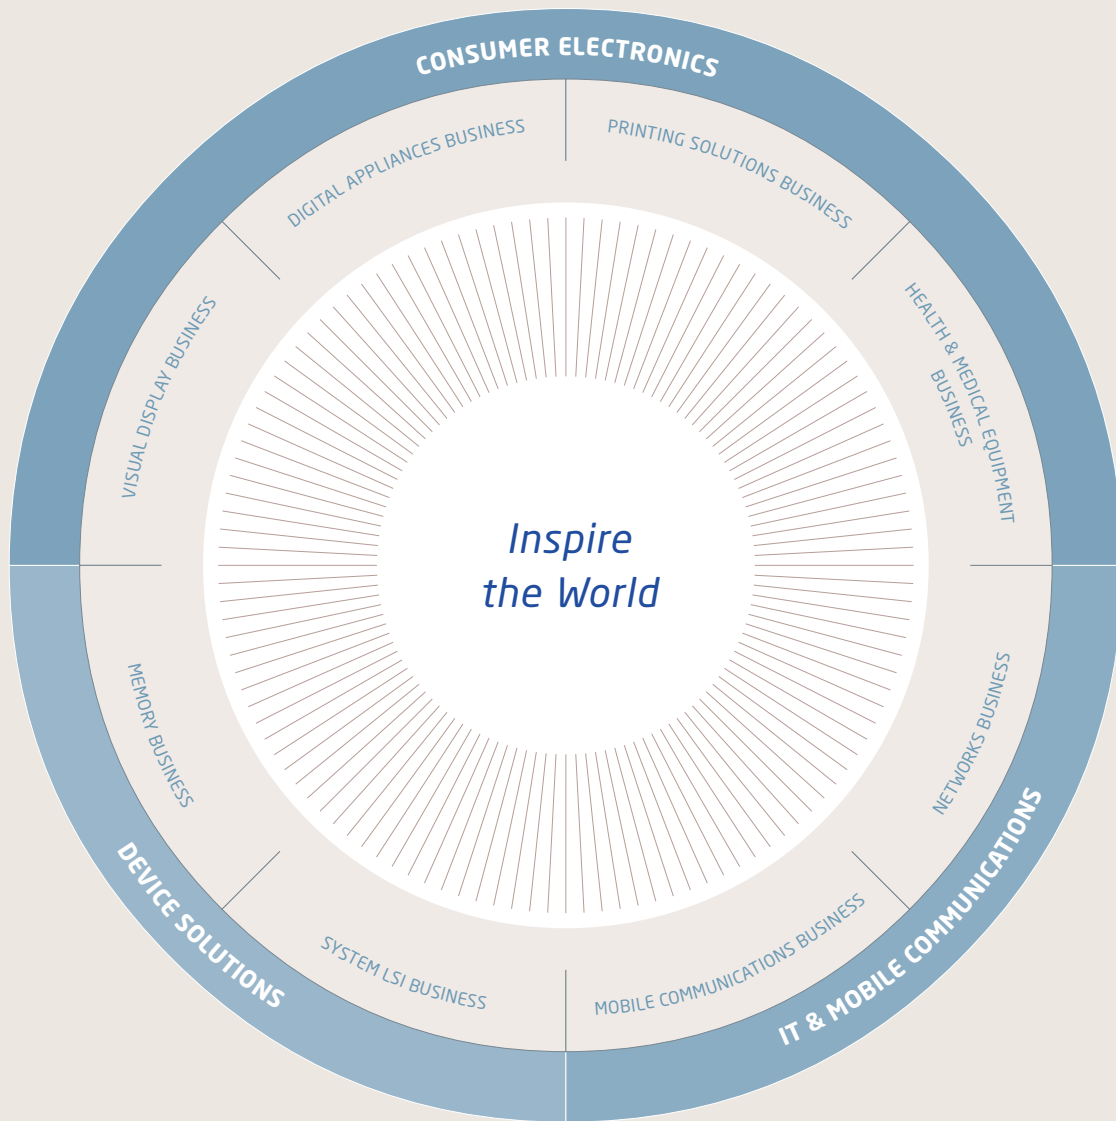 CONSUMER ELECTRONICS
DIGITAL APPLIANCES BUSINESS
PRINTING SOLUTIONS BUSINESS
VISUAL DISPLAY BUSINESS
HEALTH & MEDICAL EQUIPMENT
BUSINESS
Inspire
the World
MEMORY BUSINESS
NETWORKS BUSINESS
DEVICE SOLUTIONS
SYSTEM LSI BUSINESS
MOBILE COMMUNICATIONS BUSINESS
IT & MOBILE COMMUNICATIONS